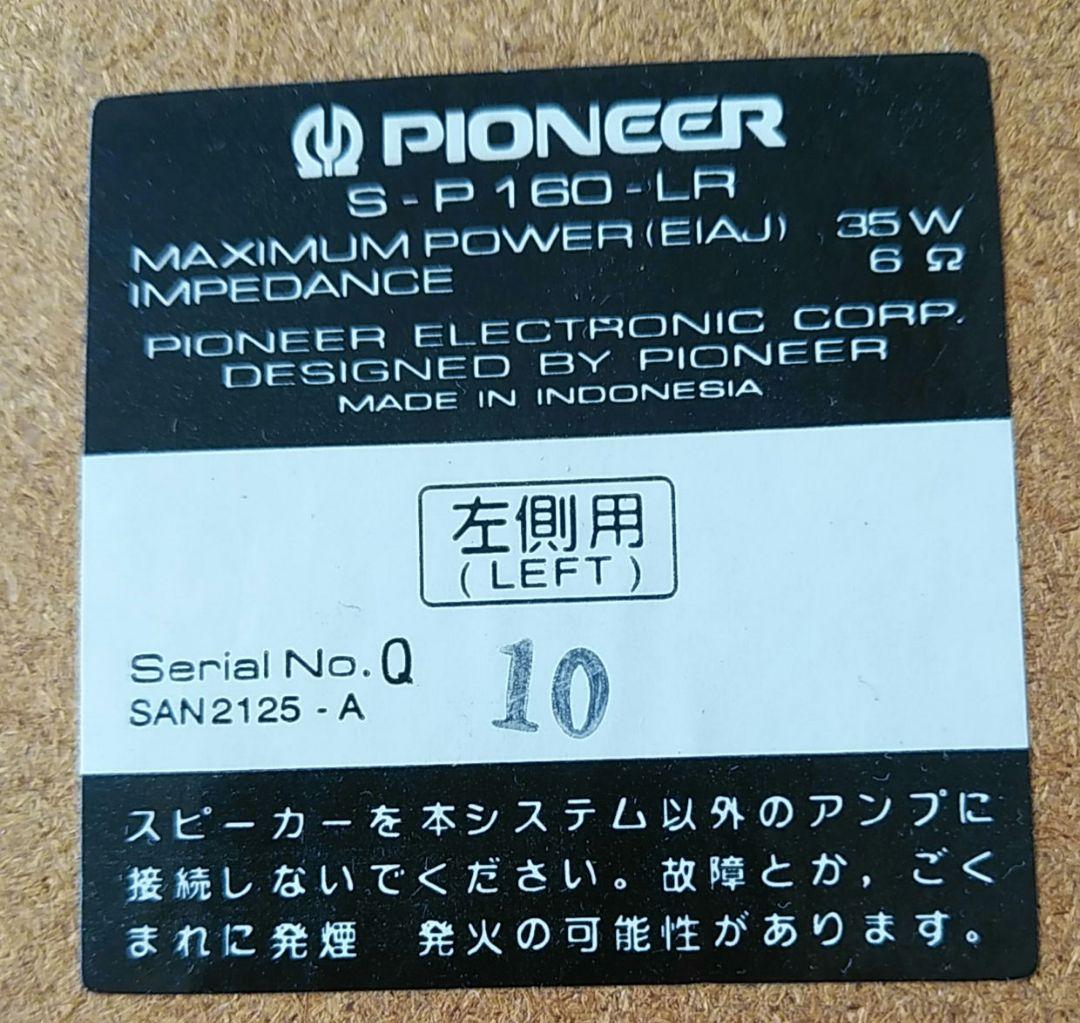 PIONEER
S-P160-LR
MAXIMUM POWER (EIAJ) 35W
IMPEDANCE 6 Ω
PIONEER ELECTRONIC CORP.
DESIGNED BY PIONEER
MADE IN INDONESIA
左側用
(LEFT)
Serial No. Q 10
SAN2125-A
スピーカーを本システム以外のアンプに
接続しないでください。故障とか,ごく
まれに発煙 発火の可能性があります。